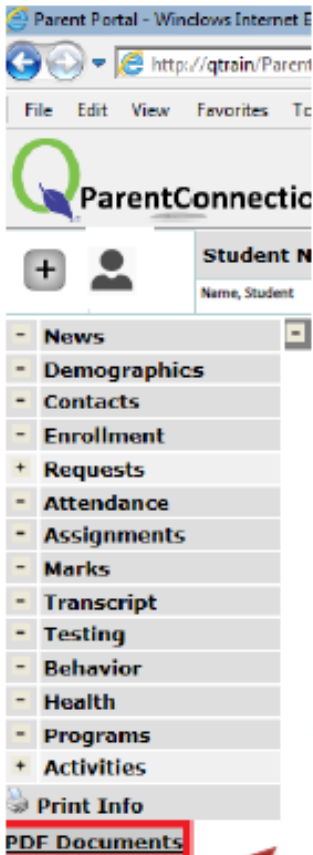 Parent Portal - Windows Internet E
http://qtrain/Parent
File Edit View Favorites To
ParentConnectio
Student N
Name, Student
- News
- Demographics
- Contacts
- Enrollment
+ Requests
- Attendance
- Assignments
- Marks
- Transcript
- Testing
- Behavior
- Health
- Programs
+ Activities
Print Info
PDF Documents